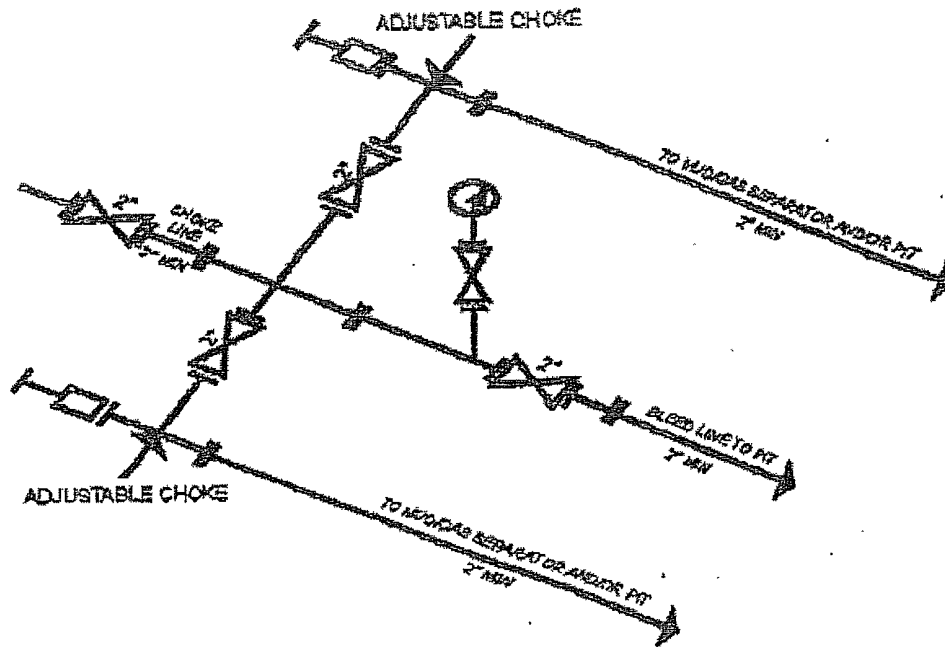 ADJUSTABLE CHOKE
TO MUD/GAS SEPARATOR AND/OR PIT
2" MIN
2"
2"
CHOKE
LINE
2" MIN
2"
2"
BLEED LINE TO PIT
2" MIN
ADJUSTABLE CHOKE
TO MUD/GAS SEPARATOR AND/OR PIT
2" MIN